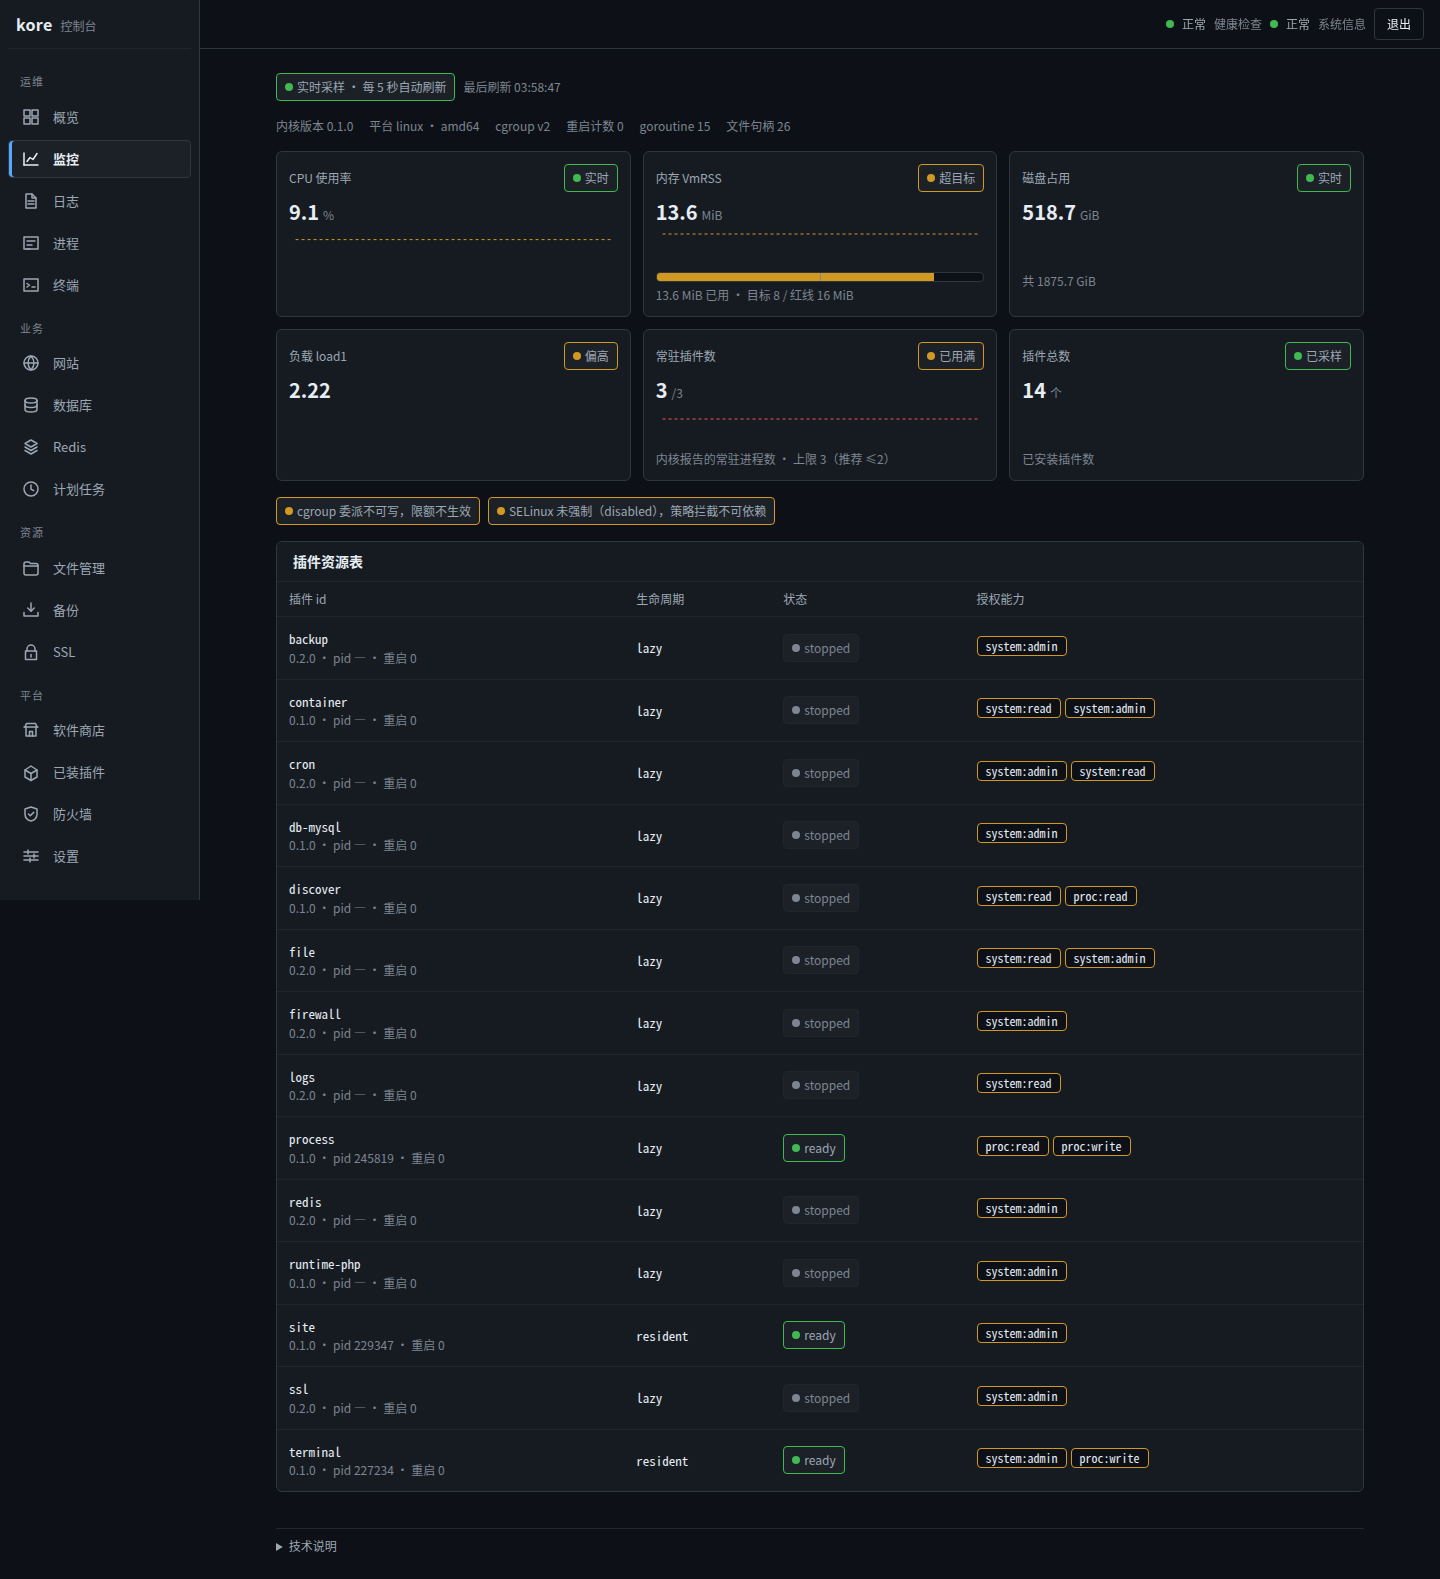 kore 控制台
正常 健康检查 正常 系统信息 退出
运维
概览
监控
日志
进程
终端
业务
网站
数据库
Redis
计划任务
资源
文件管理
备份
SSL
平台
软件商店
已装插件
防火墙
设置
实时采样 · 每 5 秒自动刷新 最后刷新 03:58:47
内核版本 0.1.0 平台 linux · amd64 cgroup v2 重启计数 0 goroutine 15 文件句柄 26
CPU 使用率 实时
9.1 %
内存 VmRSS 超目标
13.6 MiB
13.6 MiB 已用 · 目标 8 / 红线 16 MiB
磁盘占用 实时
518.7 GiB
共 1875.7 GiB
负载 load1 偏高
2.22
常驻插件数 已用满
3 /3
内核报告的常驻进程数 · 上限 3（推荐 ≤2）
插件总数 已采样
14 个
已安装插件数
cgroup 委派不可写，限额不生效 SELinux 未强制（disabled），策略拦截不可依赖
插件资源表
插件 id 生命周期 状态 授权能力
backup
0.2.0 · pid — · 重启 0 lazy stopped system:admin
container
0.1.0 · pid — · 重启 0 lazy stopped system:read system:admin
cron
0.2.0 · pid — · 重启 0 lazy stopped system:admin system:read
db-mysql
0.1.0 · pid — · 重启 0 lazy stopped system:admin
discover
0.1.0 · pid — · 重启 0 lazy stopped system:read proc:read
file
0.2.0 · pid — · 重启 0 lazy stopped system:read system:admin
firewall
0.2.0 · pid — · 重启 0 lazy stopped system:admin
logs
0.2.0 · pid — · 重启 0 lazy stopped system:read
process
0.1.0 · pid 245819 · 重启 0 lazy ready proc:read proc:write
redis
0.2.0 · pid — · 重启 0 lazy stopped system:admin
runtime-php
0.1.0 · pid — · 重启 0 lazy stopped system:admin
site
0.1.0 · pid 229347 · 重启 0 resident ready system:admin
ssl
0.2.0 · pid — · 重启 0 lazy stopped system:admin
terminal
0.1.0 · pid 227234 · 重启 0 resident ready system:admin proc:write
技术说明